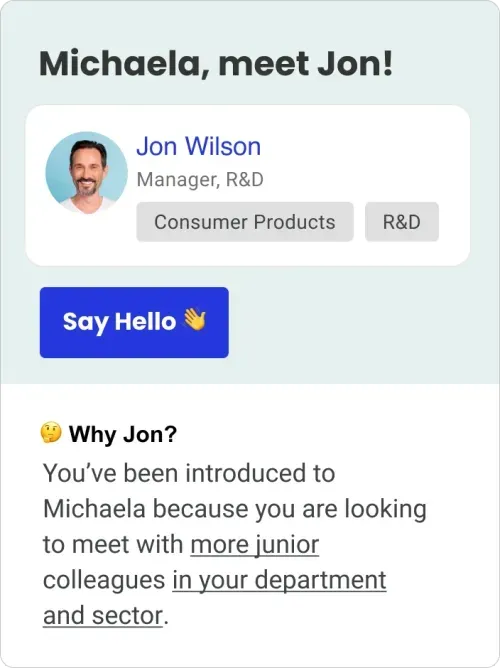 Michaela, meet Jon!
Jon Wilson
Manager, R&D
Consumer Products
R&D
Say Hello 👋
🤔 Why Jon?
You’ve been introduced to
Michaela because you are looking
to meet with more junior
colleagues in your department
and sector.